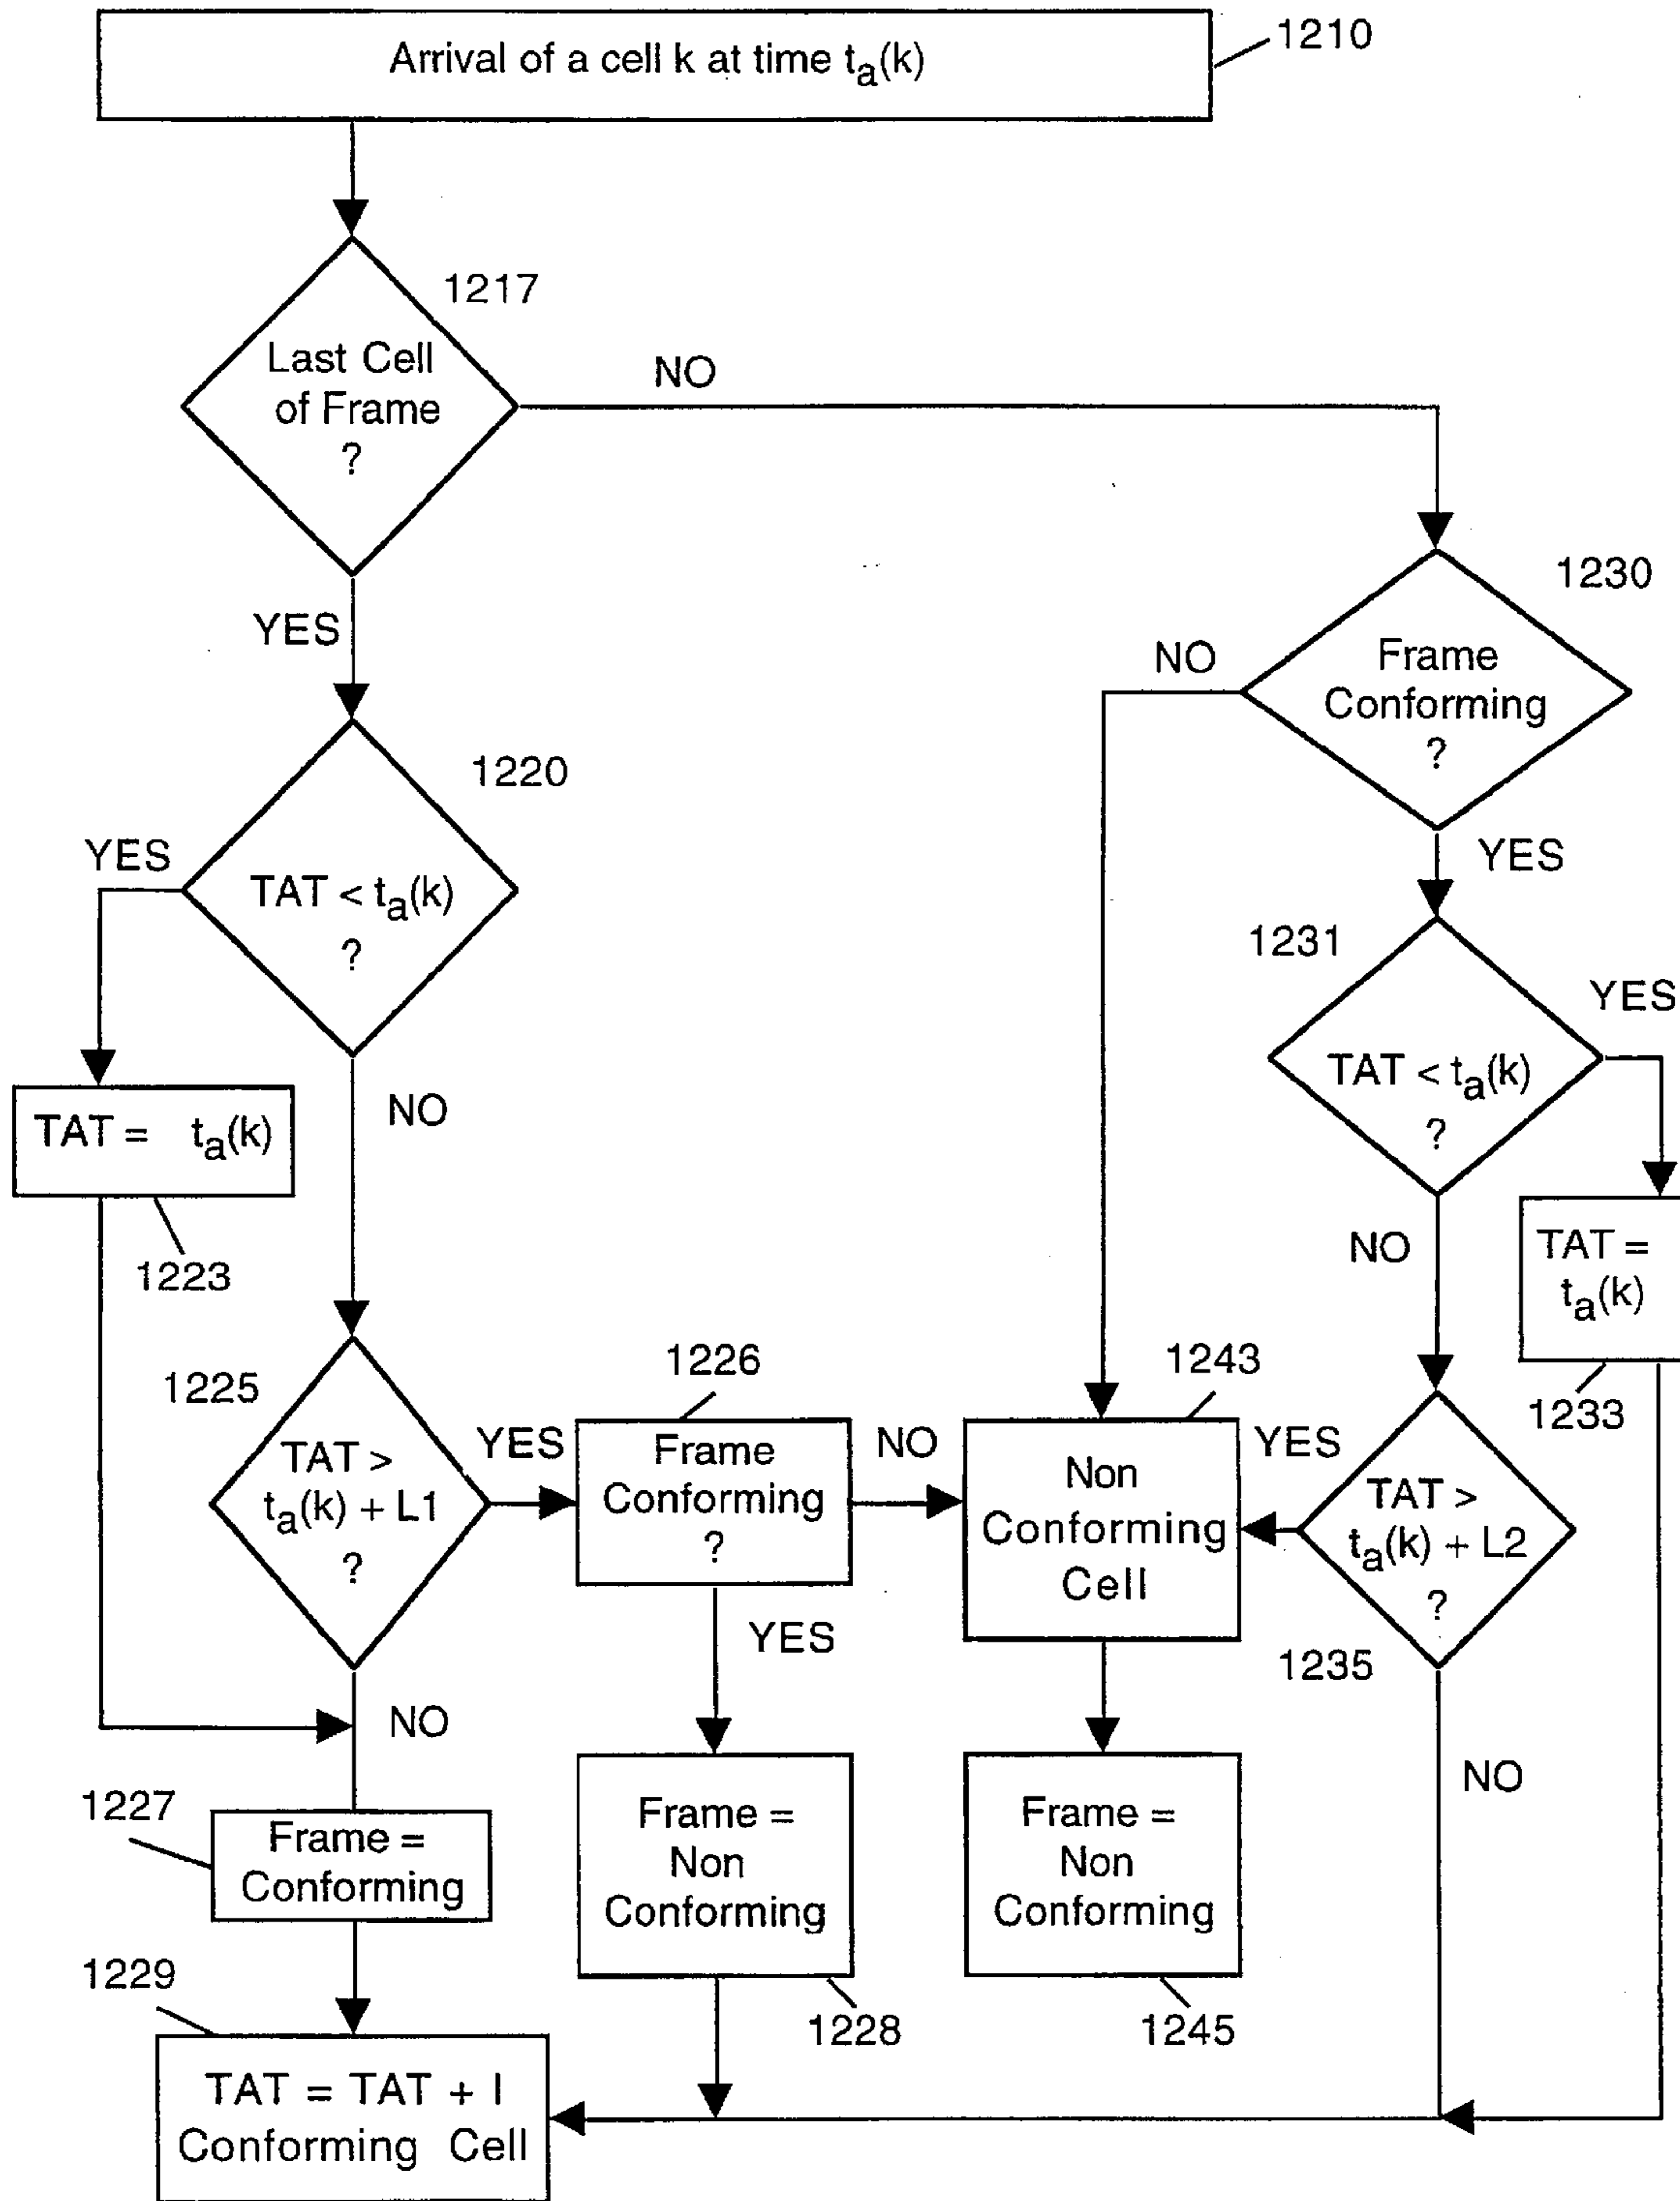 Arrival of a cell k at time ta(k)
1210
1217
Last Cell
of Frame
?
NO
YES
1230
Frame
Conforming
?
NO
YES
1220
TAT < ta(k)
?
YES
NO
TAT = ta(k)
1223
1231
TAT < ta(k)
?
YES
NO
TAT =
ta(k)
1233
1225
TAT >
ta(k) + L1
?
YES
NO
1226
Frame
Conforming
?
NO
YES
1243
Non
Conforming
Cell
YES
TAT >
ta(k) + L2
?
1235
NO
1227
Frame =
Conforming
Frame =
Non
Conforming
1228
Frame =
Non
Conforming
1245
1229
TAT = TAT + I
Conforming Cell